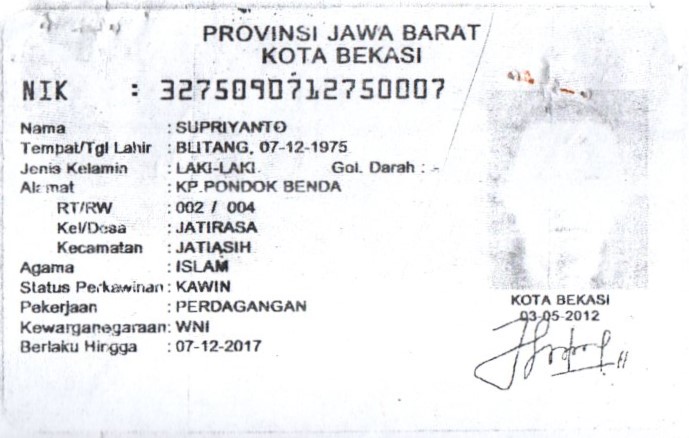 PROVINSI JAWA BARAT
KOTA BEKASI
NIK : 3275090712750007
Nama : SUPRIYANTO
Tempat/Tgl Lahir : BLITANG, 07-12-1975
Jenis Kelamin : LAKI-LAKI Gol. Darah : -
Alamat : KP.PONDOK BENDA
RT/RW : 002 / 004
Kel/Desa : JATIRASA
Kecamatan : JATIASIH
Agama : ISLAM
Status Perkawinan : KAWIN
Pekerjaan : PERDAGANGAN
Kewarganegaraan : WNI
Berlaku Hingga : 07-12-2017
KOTA BEKASI
03-05-2012